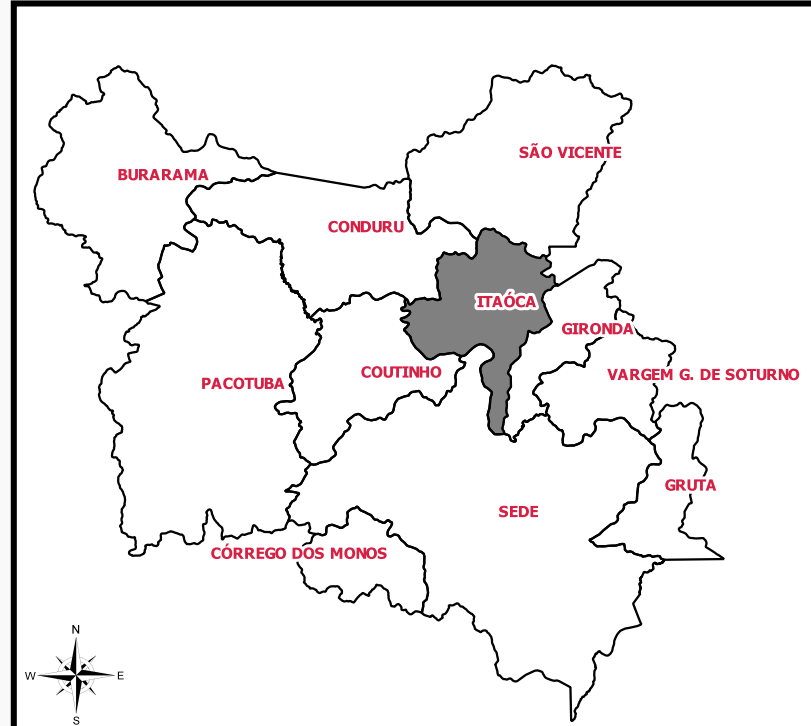 SÃO VICENTE
BURARAMA
CONDURU
ITAÓCA
GIRONDA
COUTINHO
VARGEM G. DE SOTURNO
PACOTUBA
GRUTA
SEDE
CÓRREGO DOS MONOS
N
W E
S